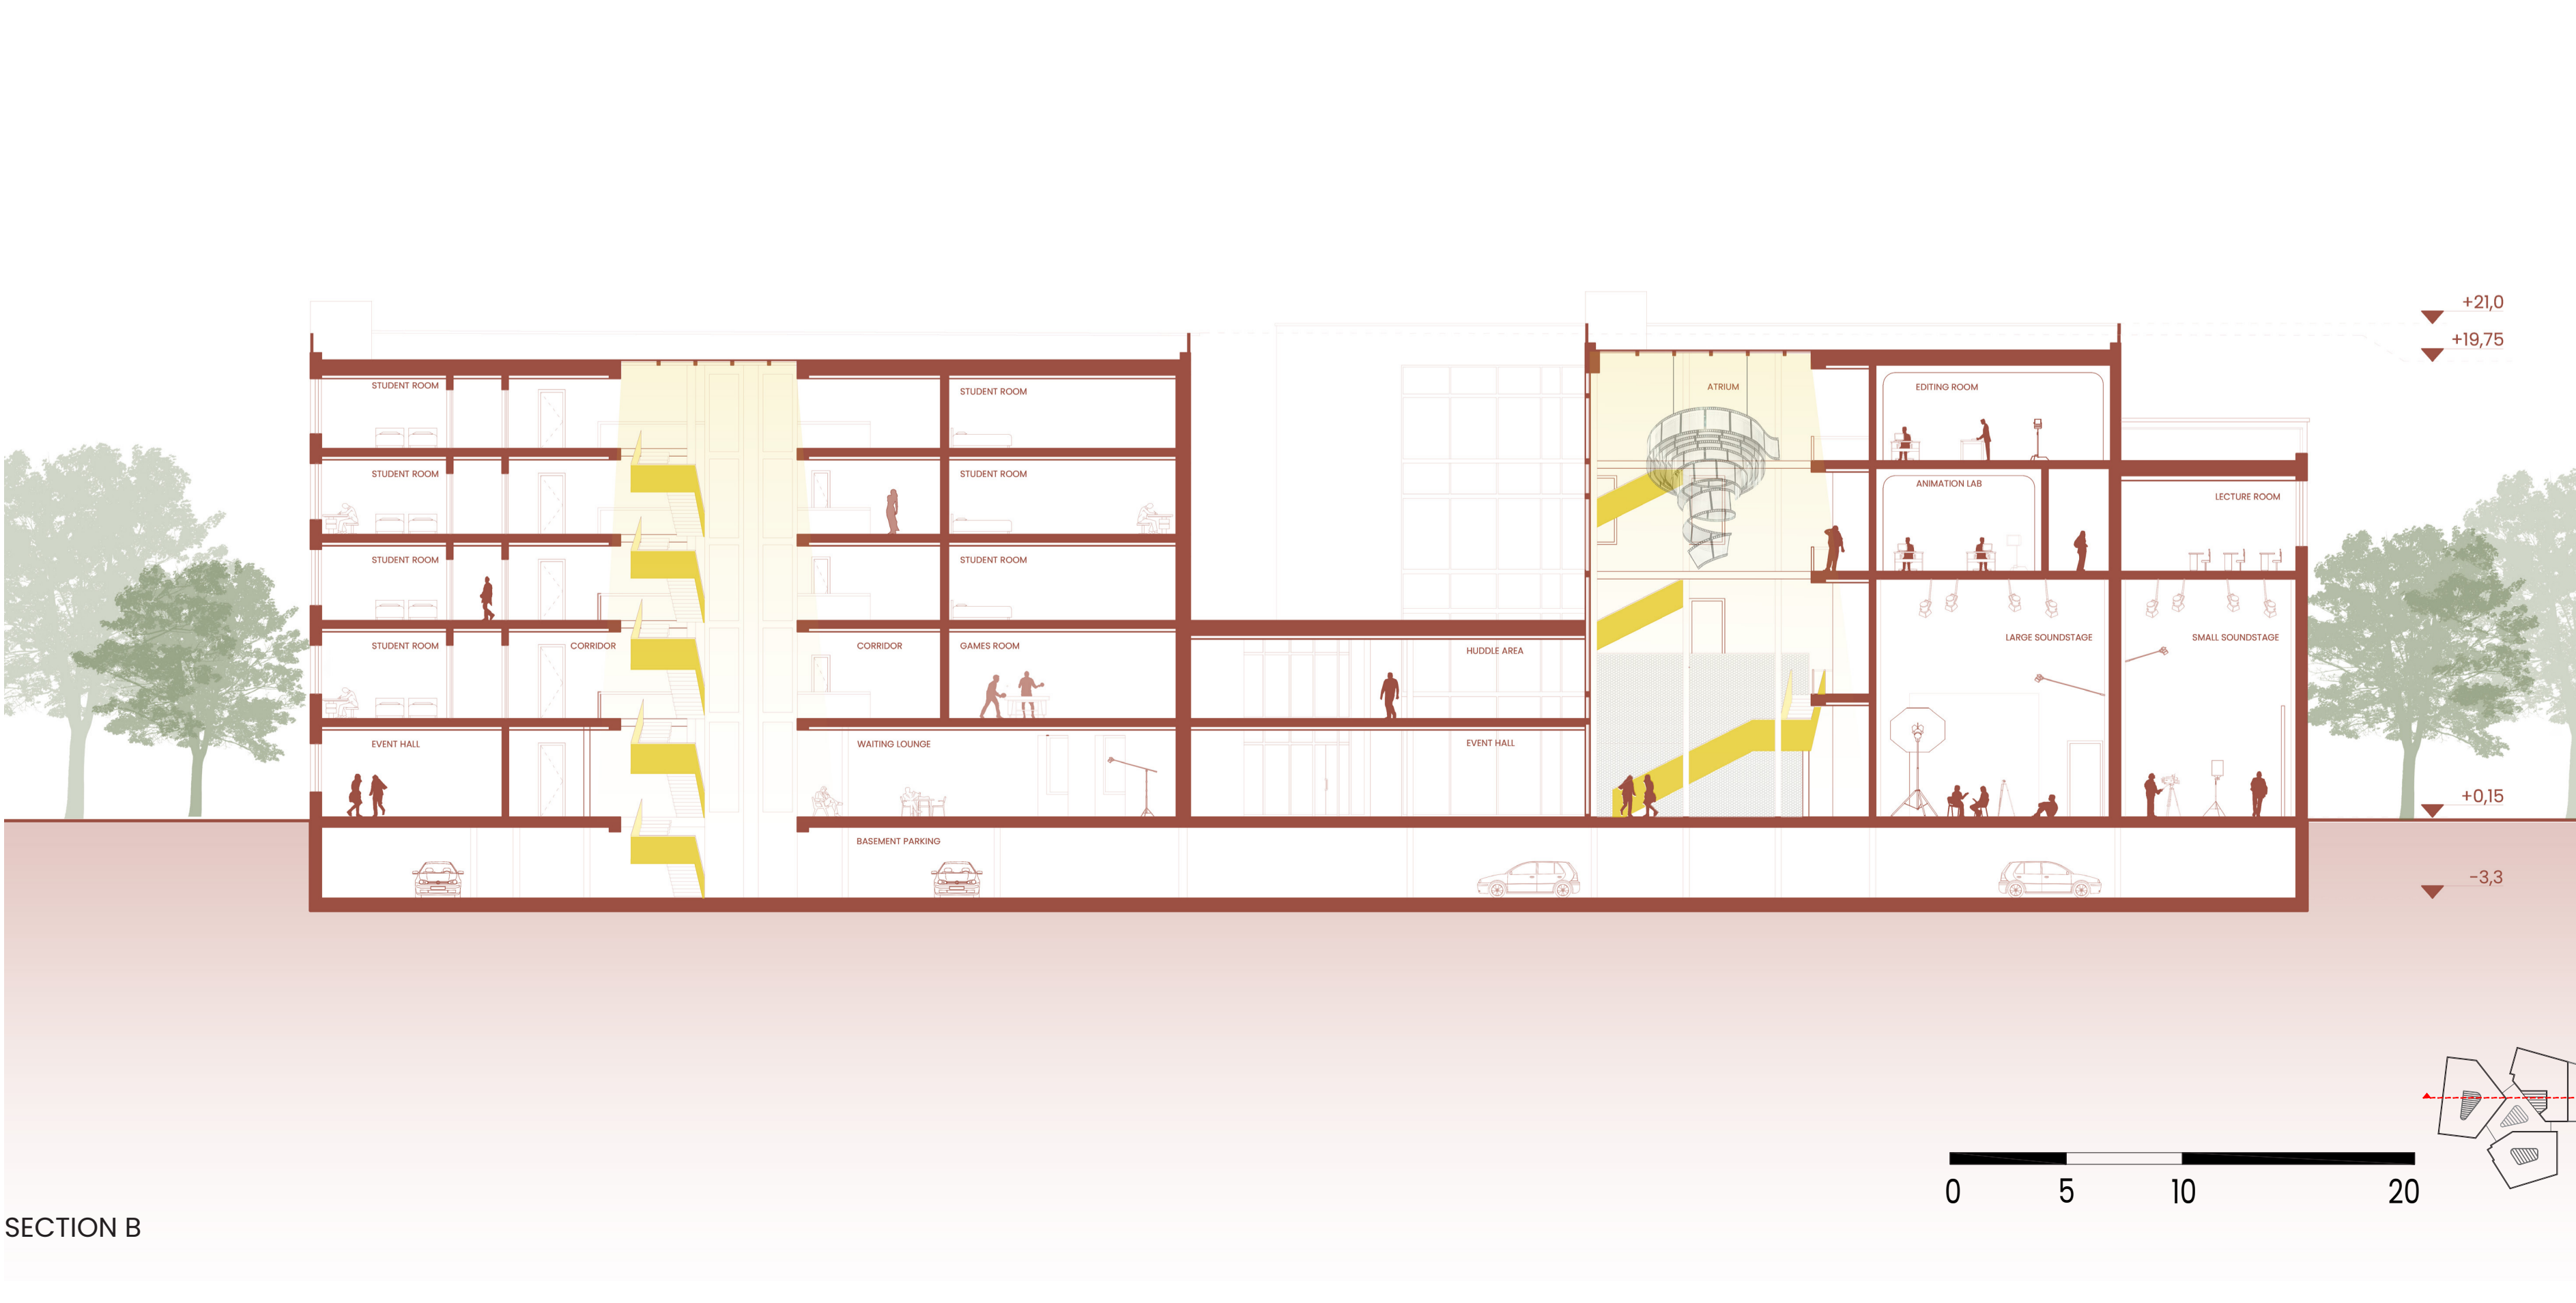 +21,0
+19,75
STUDENT ROOM
STUDENT ROOM
ATRIUM
EDITING ROOM
STUDENT ROOM
STUDENT ROOM
ANIMATION LAB
LECTURE ROOM
STUDENT ROOM
STUDENT ROOM
STUDENT ROOM
CORRIDOR
CORRIDOR
GAMES ROOM
HUDDLE AREA
LARGE SOUNDSTAGE
SMALL SOUNDSTAGE
EVENT HALL
WAITING LOUNGE
EVENT HALL
+0,15
BASEMENT PARKING
-3,3
0 5 10 20
SECTION B